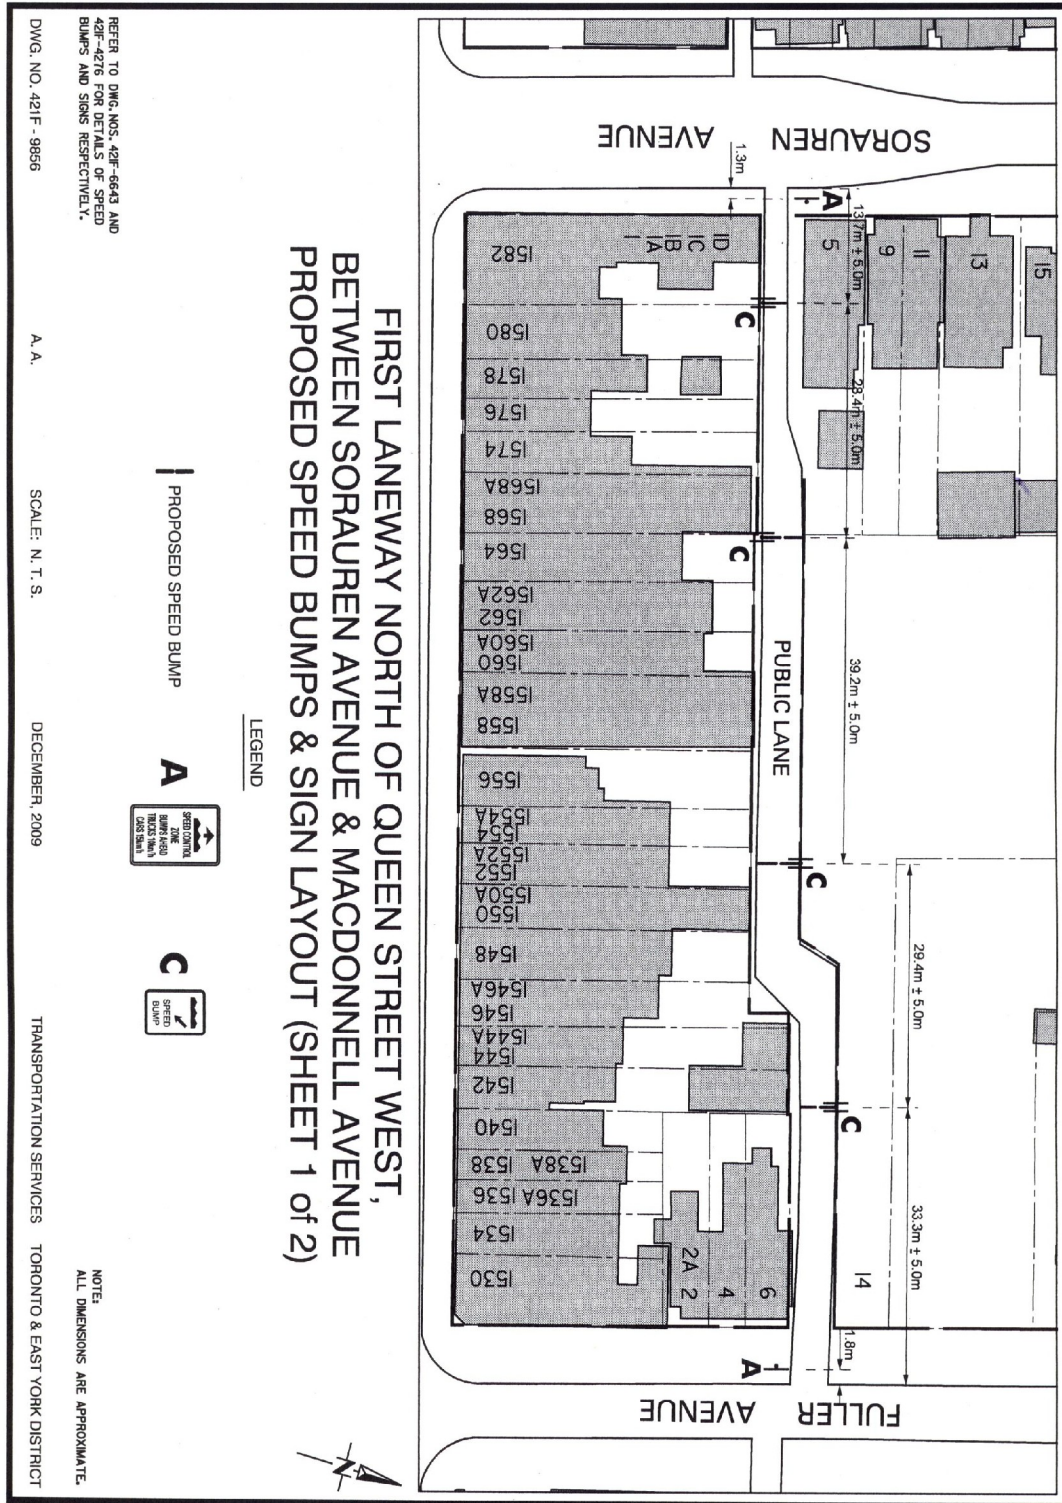 SORAUREN AVENUE
1.3m
A
13.7m ± 5.0m
5
9
11
13
15
1582
1A
1B
1C
1D
C
28.4m ± 5.0m
1580
1578
1576
1574
1568A
1568
C
1564
1562A
1562
1560A
1560
1558A
1558
PUBLIC LANE
39.2m ± 5.0m
1556
1554A
1554
1552A
1552
1550A
1550
C
29.4m ± 5.0m
1548
1546A
1546
1544A
1544
1542
1540
C
33.3m ± 5.0m
1538 1538A
1536 1536A
1534
1530
2A
2
4
6
14
1.8m
A
FULLER AVENUE
N
FIRST LANEWAY NORTH OF QUEEN STREET WEST,
BETWEEN SORAUREN AVENUE & MACDONNELL AVENUE
PROPOSED SPEED BUMPS & SIGN LAYOUT (SHEET 1 of 2)
LEGEND
PROPOSED SPEED BUMP
A
SPEED CONTROL
ZONE
BUMPS AHEAD
TRUCKS 10km/h
CARS 15km/h
C
SPEED
BUMP
REFER TO DWG.NOS. 421F-6643 AND
421F-4276 FOR DETAILS OF SPEED
BUMPS AND SIGNS RESPECTIVELY.
NOTE:
ALL DIMENSIONS ARE APPROXIMATE.
DWG. NO. 421F - 9856 A. A. SCALE: N. T. S. DECEMBER, 2009 TRANSPORTATION SERVICES TORONTO & EAST YORK DISTRICT